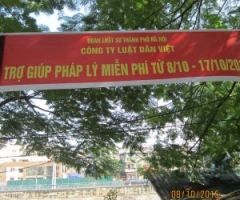 ĐOÀN LUẬT SƯ THÀNH PHỐ HÀ NỘI
CÔNG TY LUẬT DÂN VIỆT
TRỢ GIÚP PHÁP LÝ MIỄN PHÍ TỪ 8/10 - 17/10/20
08/10/2015